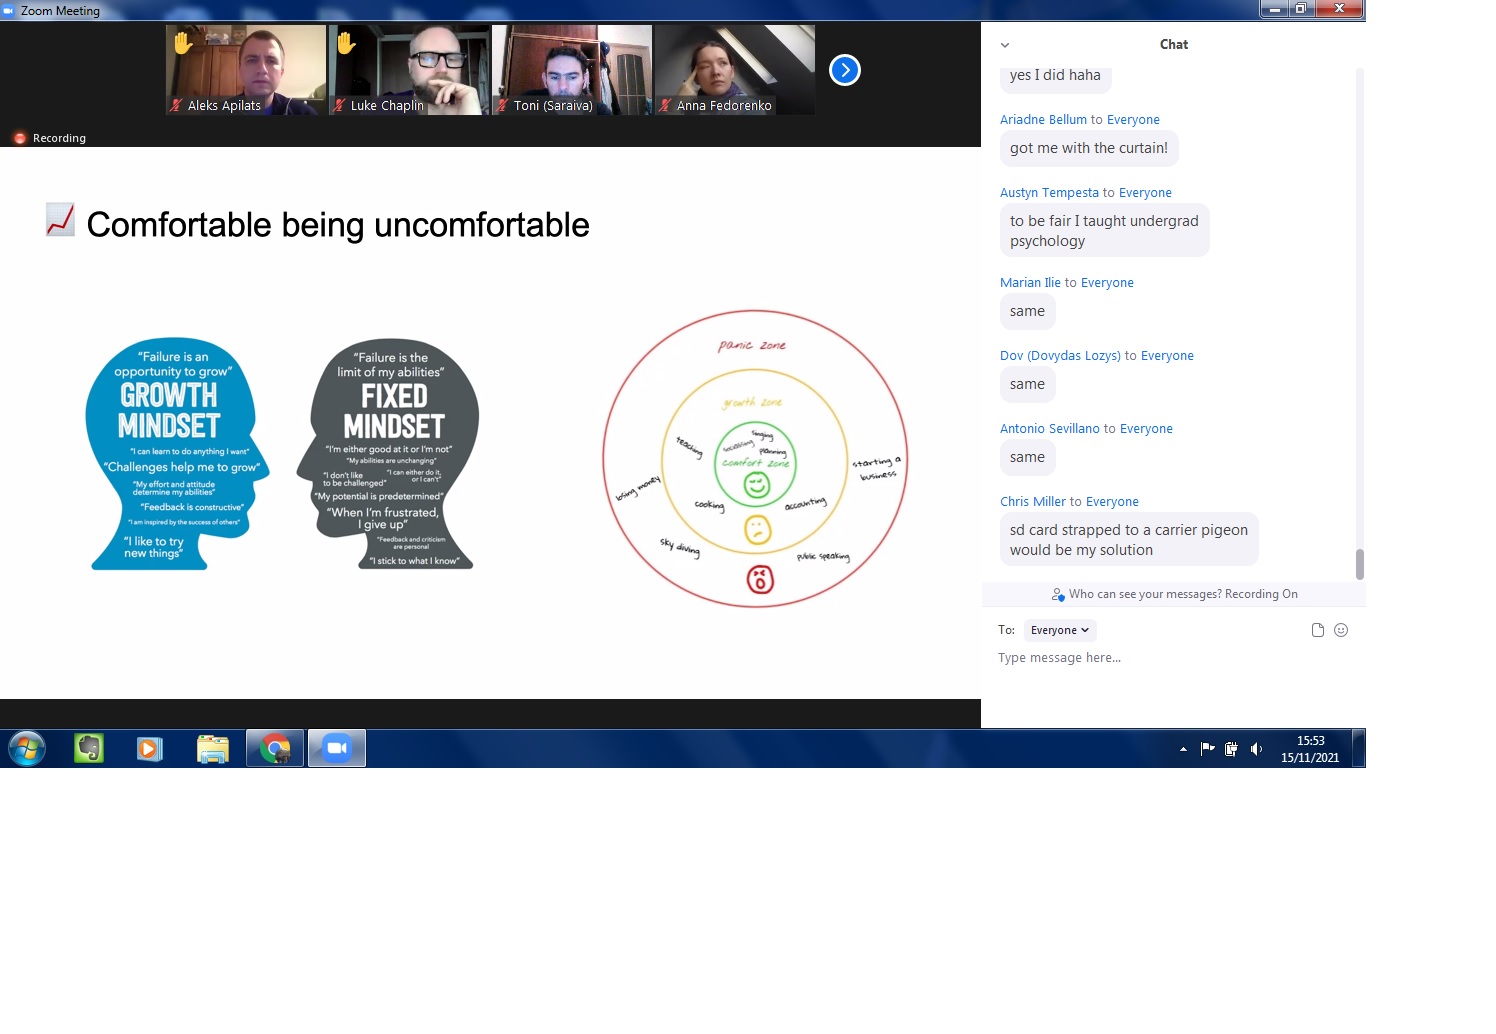 Zoom Meeting
Aleks Apilats
Luke Chaplin
Toni (Saraiva)
Anna Fedorenko
Recording
Comfortable being uncomfortable
"Failure is an
opportunity to grow"
GROWTH
MINDSET
"I can learn to do anything I want"
"Challenges help me to grow"
"My effort and attitude
determine my abilities"
"Feedback is constructive"
"I am inspired by the success of others"
"I like to try
new things"
"Failure is the
limit of my abilities"
FIXED
MINDSET
"I'm either good at it or I'm not"
"My abilities are unchanging"
"I don't like
to be challenged"
"I can either do it,
or I can't"
"My potential is predetermined"
"When I'm frustrated,
I give up"
"Feedback and criticism
are personal
"I stick to what I know"
panic zone
growth zone
singing
socialising
planning
comfort zone
teaching
starting a
business
losing money
cooking
accounting
sky diving
public speaking
Chat
yes I did haha
Ariadne Bellum to Everyone
got me with the curtain!
Austyn Tempesta to Everyone
to be fair I taught undergrad
psychology
Marian Ilie to Everyone
same
Dov (Dovydas Lozys) to Everyone
same
Antonio Sevillano to Everyone
same
Chris Miller to Everyone
sd card strapped to a carrier pigeon
would be my solution
Who can see your messages? Recording On
To: Everyone
Type message here...
15:53
15/11/2021